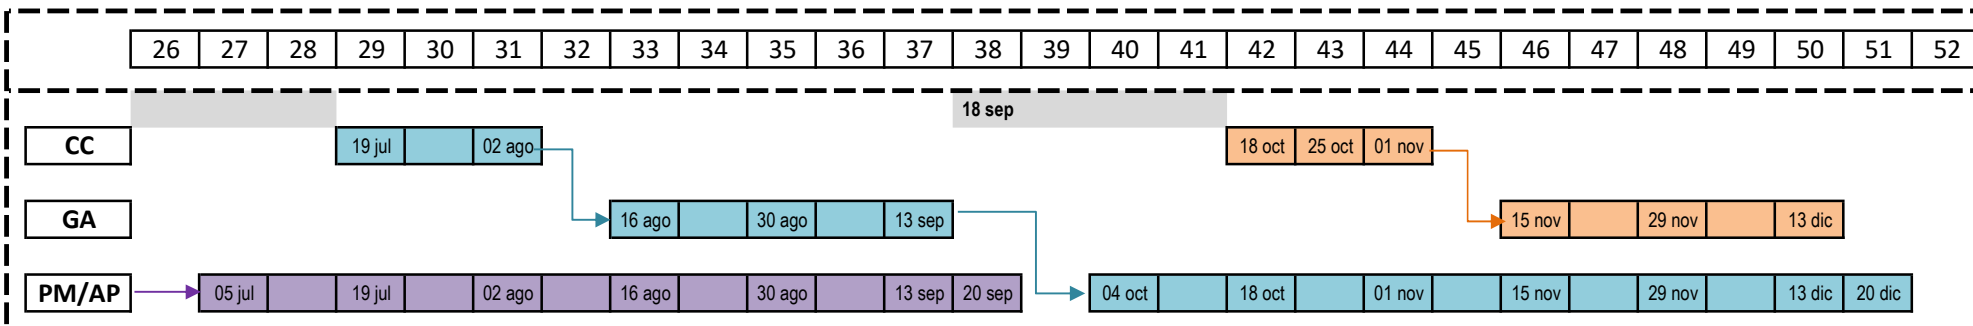 26 27 28 29 30 31 32 33 34 35 36 37 38 39 40 41 42 43 44 45 46 47 48 49 50 51 52
18 sep
CC 19 jul 02 ago 18 oct 25 oct 01 nov
GA 16 ago 30 ago 13 sep 15 nov 29 nov 13 dic
PM/AP 05 jul 19 jul 02 ago 16 ago 30 ago 13 sep 20 sep 04 oct 18 oct 01 nov 15 nov 29 nov 13 dic 20 dic